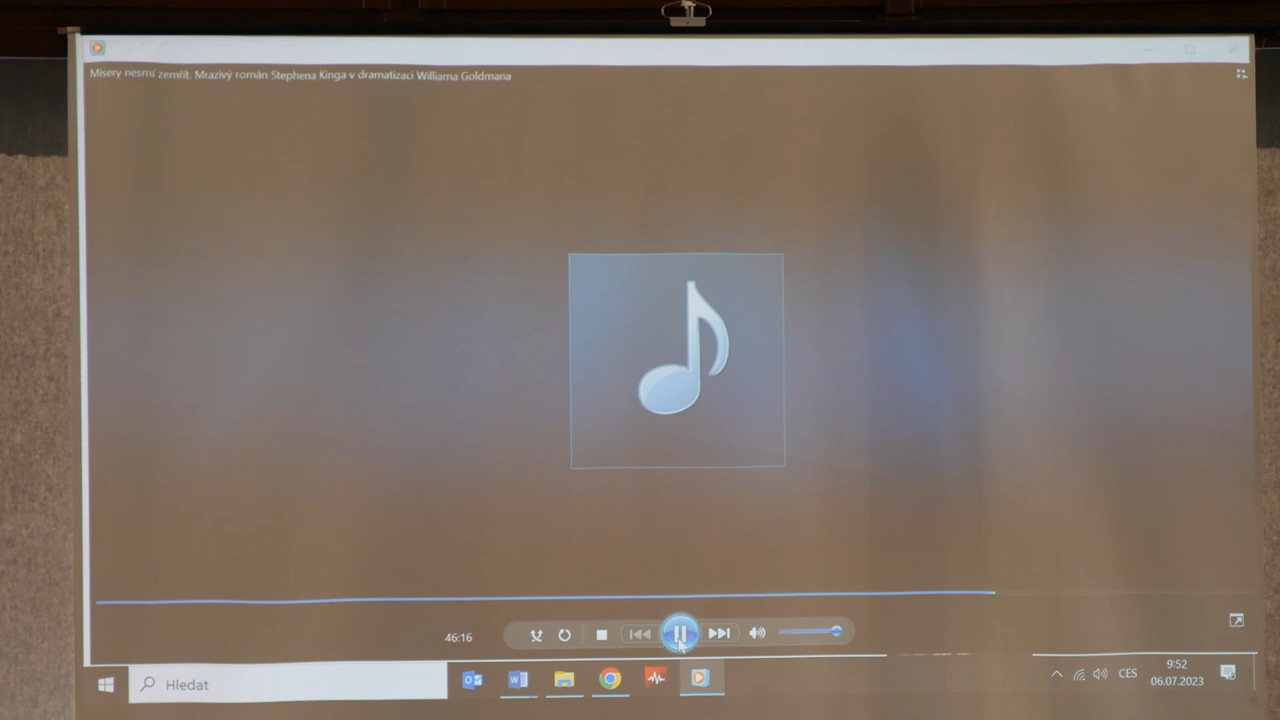 Misery nesmí zemřít. Mrazivý román Stephena Kinga v dramatizaci Williama Goldmana
46:16
Hledat
CES
9:52
06.07.2023